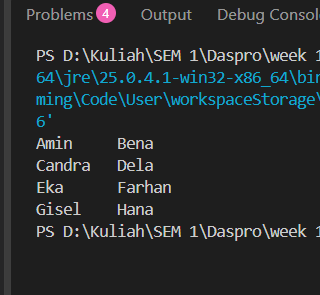 Problems 4 Output Debug Console
PS D:\Kuliah\SEM 1\Daspro\week 1
64\jre\25.0.4.1-win32-x86_64\bin
ming\Code\User\workspaceStorage\
6'
Amin Bena
Candra Dela
Eka Farhan
Gisel Hana
PS D:\Kuliah\SEM 1\Daspro\week 1